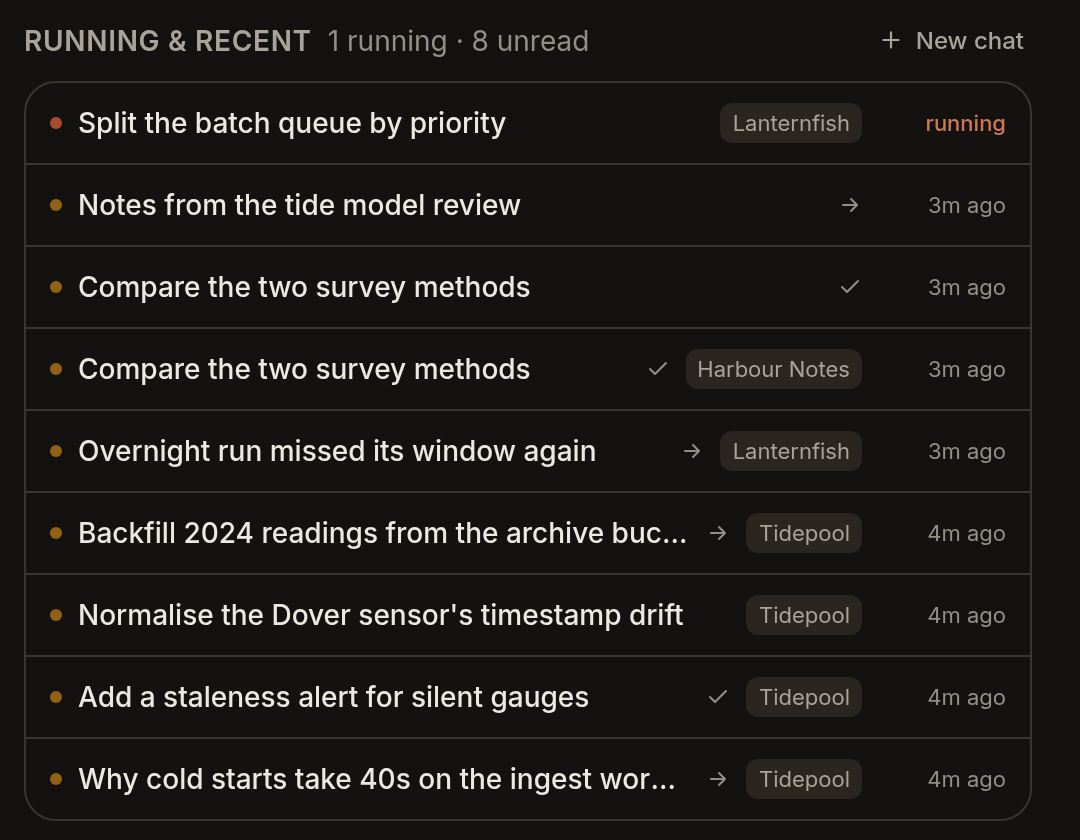 RUNNING & RECENT 1 running · 8 unread + New chat
Split the batch queue by priority Lanternfish running
Notes from the tide model review → 3m ago
Compare the two survey methods ✓ 3m ago
Compare the two survey methods ✓ Harbour Notes 3m ago
Overnight run missed its window again → Lanternfish 3m ago
Backfill 2024 readings from the archive buc... → Tidepool 4m ago
Normalise the Dover sensor's timestamp drift Tidepool 4m ago
Add a staleness alert for silent gauges ✓ Tidepool 4m ago
Why cold starts take 40s on the ingest wor... → Tidepool 4m ago